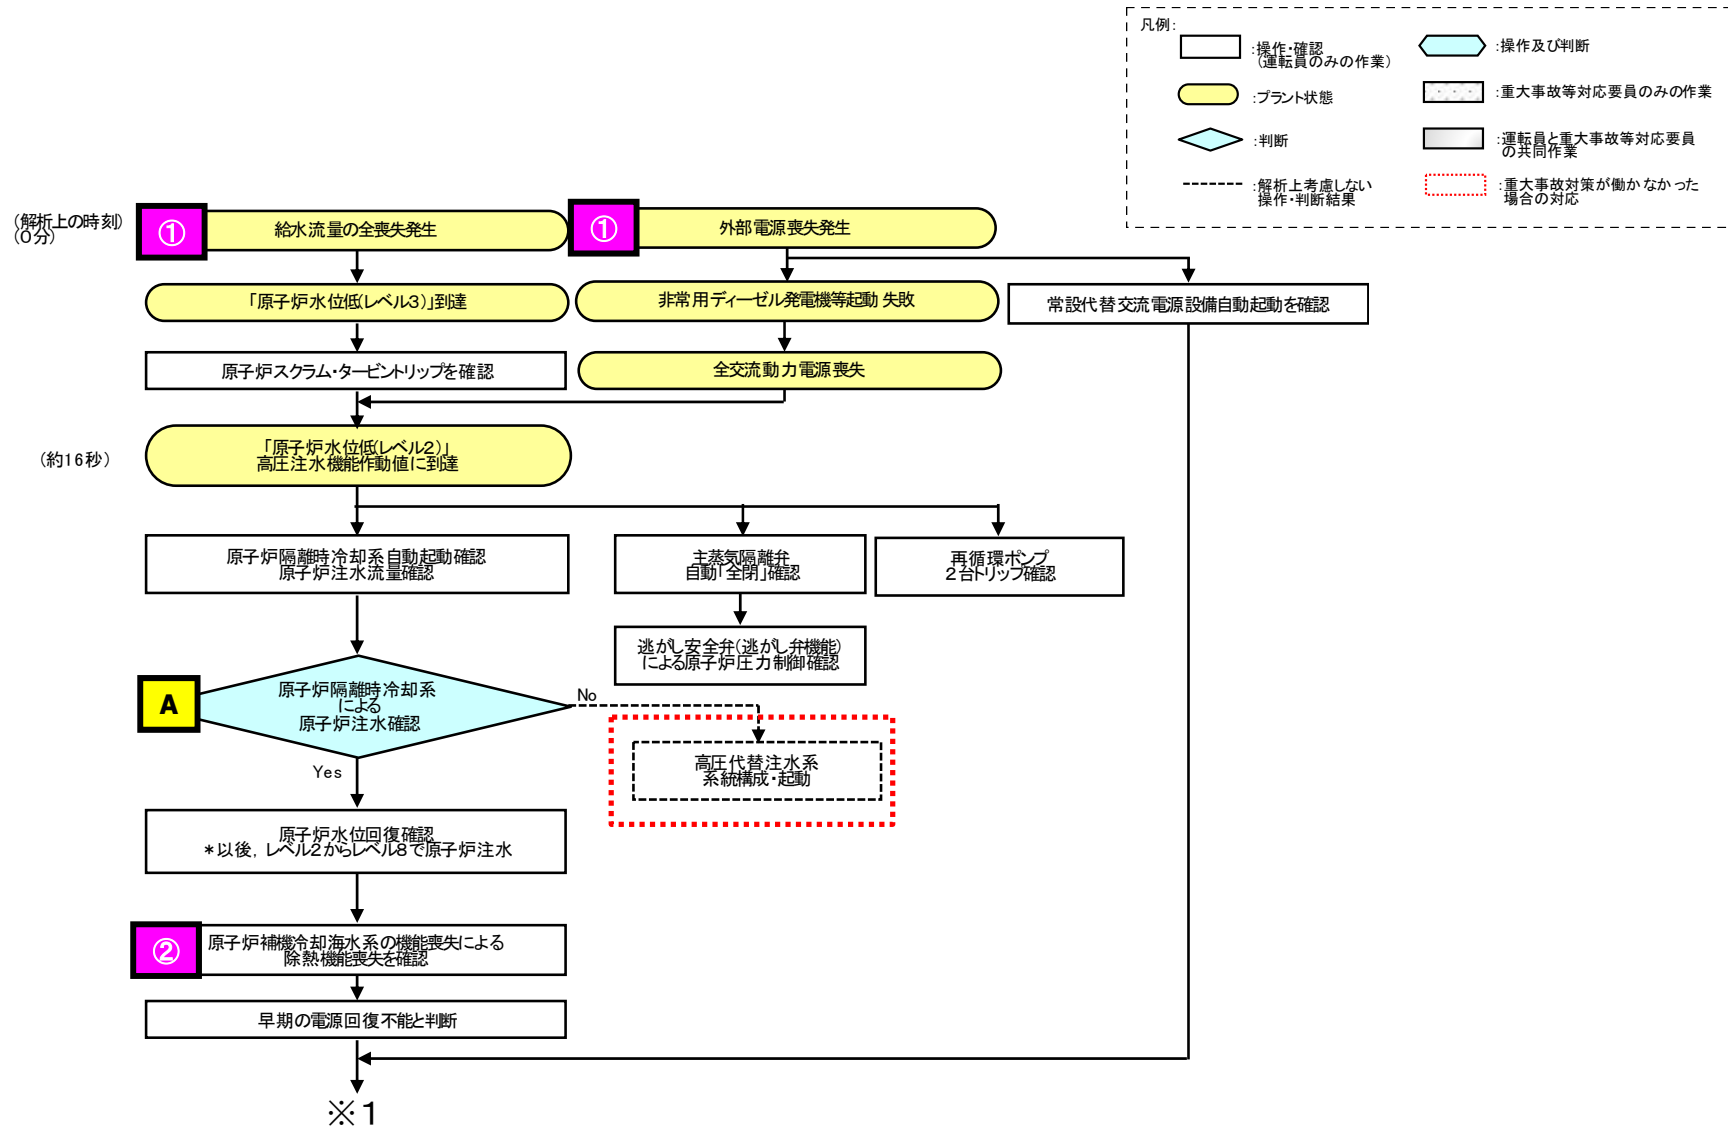 凡例:
:操作・確認
(運転員のみの作業)
:操作及び判断
:プラント状態
:重大事故等対応要員のみの作業
:判断
:運転員と重大事故等対応要員
の共同作業
:解析上考慮しない
操作・判断結果
:重大事故対策が働かなかった
場合の対応
(解析上の時刻)
(0分)
①
給水流量の全喪失発生
①
外部電源喪失発生
「原子炉水位低(レベル3)」到達
非常用ディーゼル発電機等起動失敗
常設代替交流電源設備自動起動を確認
原子炉スクラム・タービントリップを確認
全交流動力電源喪失
(約16秒)
「原子炉水位低(レベル2)」
高圧注水機能作動値に到達
原子炉隔離時冷却系自動起動確認
原子炉注水流量確認
主蒸気隔離弁
自動「全閉」確認
再循環ポンプ
2台トリップ確認
逃がし安全弁(逃がし弁機能)
による原子炉圧力制御確認
A
原子炉隔離時冷却系
による
原子炉注水確認
No
高圧代替注水系
系統構成・起動
Yes
原子炉水位回復確認
*以後,レベル2からレベル8で原子炉注水
②
原子炉補機冷却海水系の機能喪失による
除熱機能喪失を確認
早期の電源回復不能と判断
※1